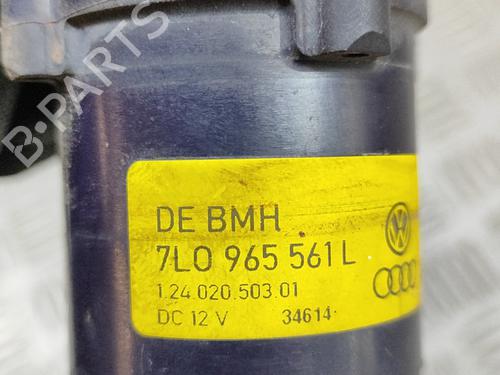 B-PARTS
DE BMH
7L0 965 561 L
1.24.020.503.01
DC 12 V 34614